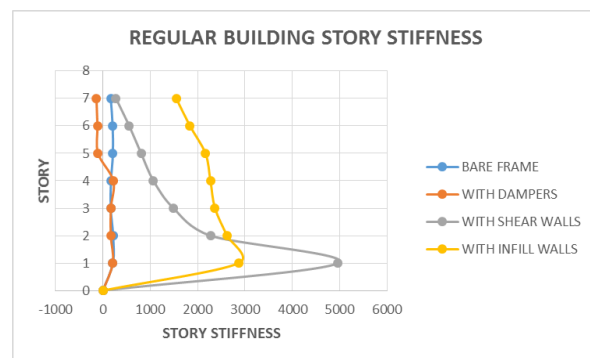 REGULAR BUILDING STORY STIFFNESS
8
7
6
5
4
3
2
1
0
STORY
-1000 0 1000 2000 3000 4000 5000 6000
STORY STIFFNESS
BARE FRAME
WITH DAMPERS
WITH SHEAR WALLS
WITH INFILL WALLS